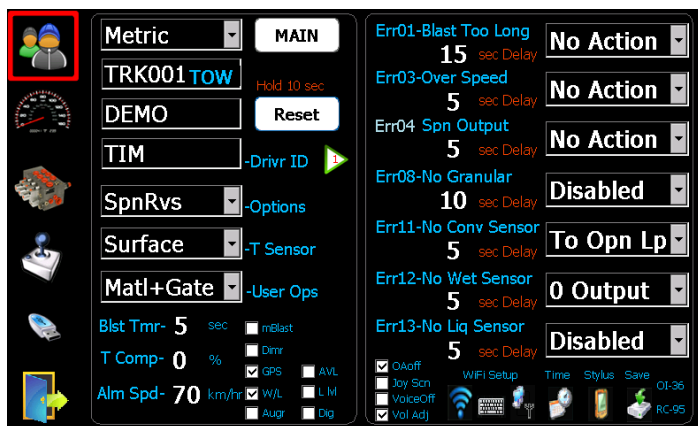 Metric MAIN
TRK001 TOW Hold 10 sec
DEMO Reset
TIM -Drivr ID 1
SpnRvs -Options
Surface -T Sensor
Matl+Gate -User Ops
Blst Tmr- 5 sec mBlast
Dimr
T Comp- 0 % GPS AVL
Alm Spd- 70 km/hr W/L L lvl
Augr Dig
Err01-Blast Too Long
15 sec Delay No Action
Err03-Over Speed
5 sec Delay No Action
Err04 Spn Output
5 sec Delay No Action
Err08-No Granular
10 sec Delay Disabled
Err11-No Conv Sensor
5 sec Delay To Opn Lp
Err12-No Wet Sensor
5 sec Delay 0 Output
Err13-No Liq Sensor
5 sec Delay Disabled
OAoff WiFi Setup Time Stylus Save
Joy Scn OI-36
VoiceOff
Vol Adj RC-95